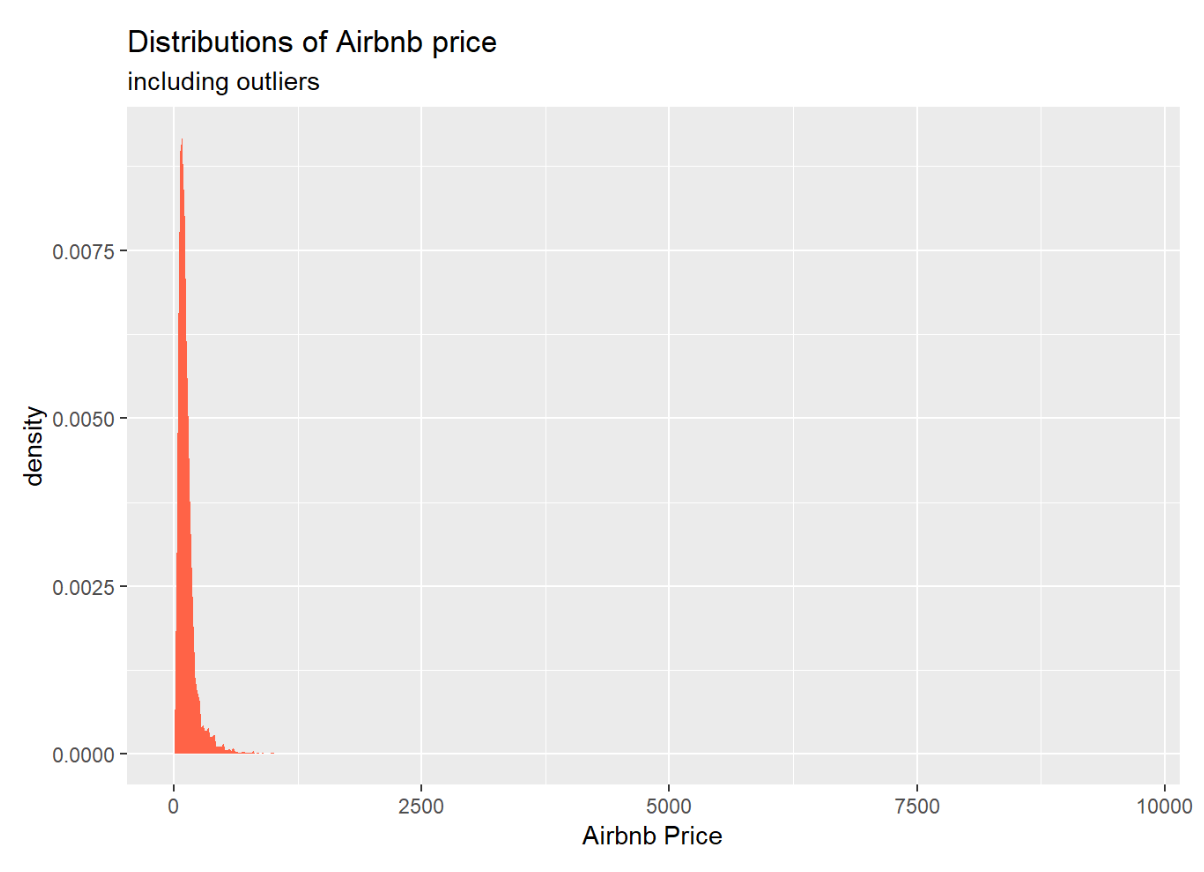 Distributions of Airbnb price
including outliers
density
0.0075
0.0050
0.0025
0.0000
0 2500 5000 7500 10000
Airbnb Price